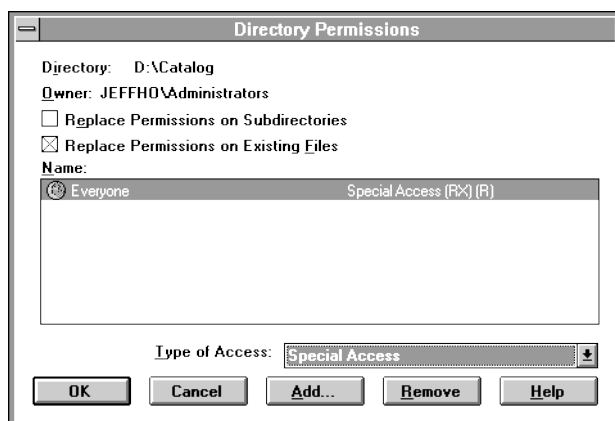 Directory Permissions
Directory: D:\Catalog
Owner: JEFFHO\Administrators
Replace Permissions on Subdirectories
Replace Permissions on Existing Files
Name:
Everyone Special Access (RX) (R)
Type of Access: Special Access
OK Cancel Add... Remove Help